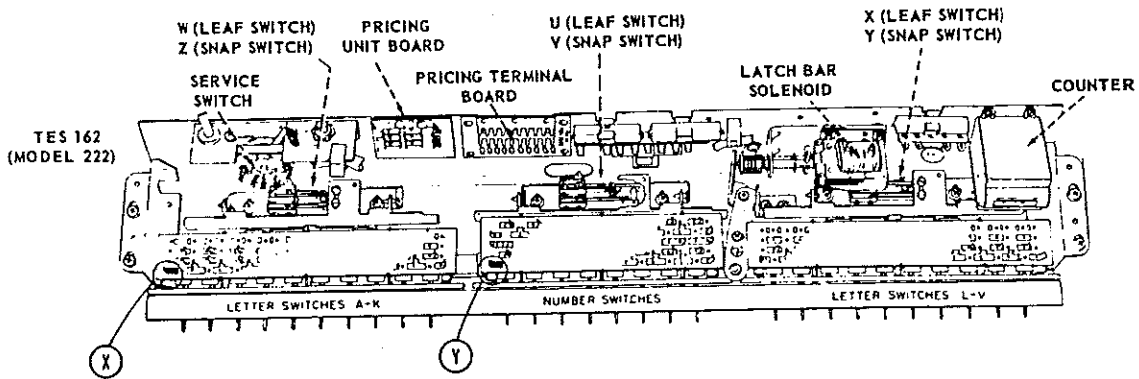 W (LEAF SWITCH)
Z (SNAP SWITCH)
PRICING
UNIT BOARD
U (LEAF SWITCH)
V (SNAP SWITCH)
X (LEAF SWITCH)
Y (SNAP SWITCH)
SERVICE
SWITCH
PRICING TERMINAL
BOARD
LATCH BAR
SOLENOID
COUNTER
TES 162
(MODEL 222)
LETTER SWITCHES A-K
NUMBER SWITCHES
LETTER SWITCHES L-V
X
Y